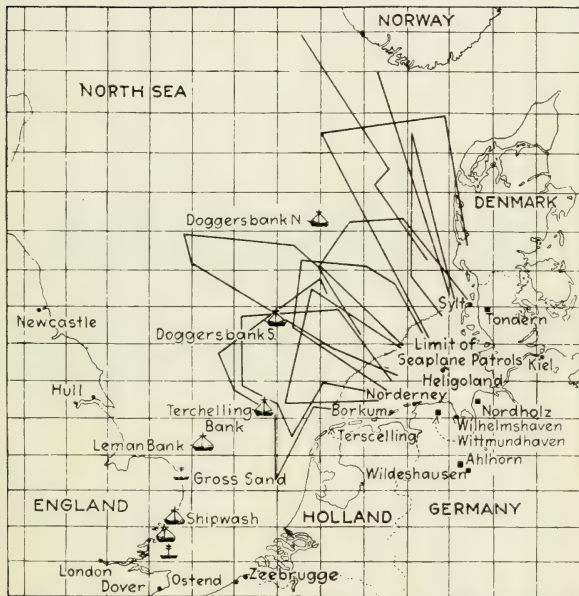 NORWAY
NORTH SEA
DENMARK
Doggersbank N
Sylt
Tondern
Newcastle
Doggersbank S.
Limit of
Seaplane Patrols
Kiel
Heligoland
Hull
Norderney
Terchelling
Bank
Borkum
Nordholz
Wilhelmshaven
Wittmundhaven
Terscelling
Leman Bank
Ahlhorn
Gross Sand
Wildeshausen
ENGLAND
HOLLAND
GERMANY
Shipwash
London
Dover
Ostend
Zeebrugge